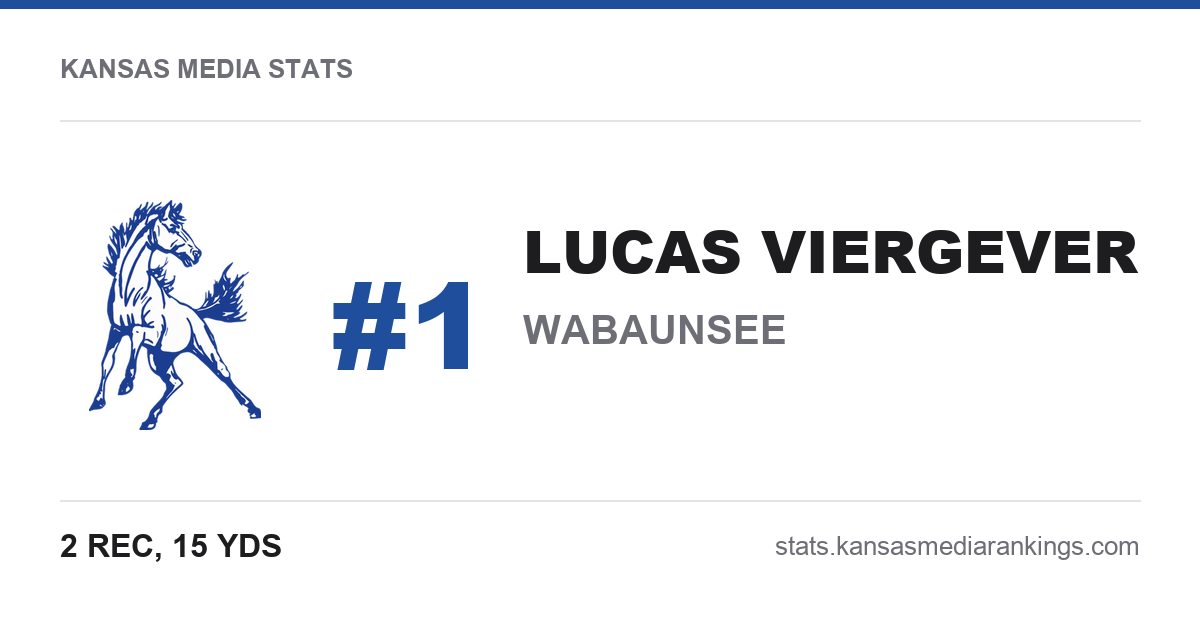 KANSAS MEDIA STATS
#1
LUCAS VIERGEVER
WABAUNSEE
2 REC, 15 YDS
stats.kansasmediarankings.com